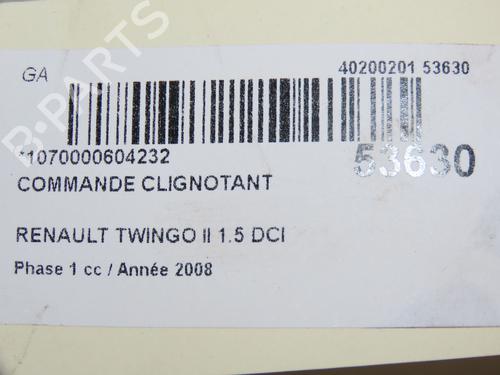 GA
40200201 53630
*1070000604232
53630
COMMANDE CLIGNOTANT
RENAULT TWINGO II 1.5 DCI
Phase 1 cc / Année 2008
B-PARTS